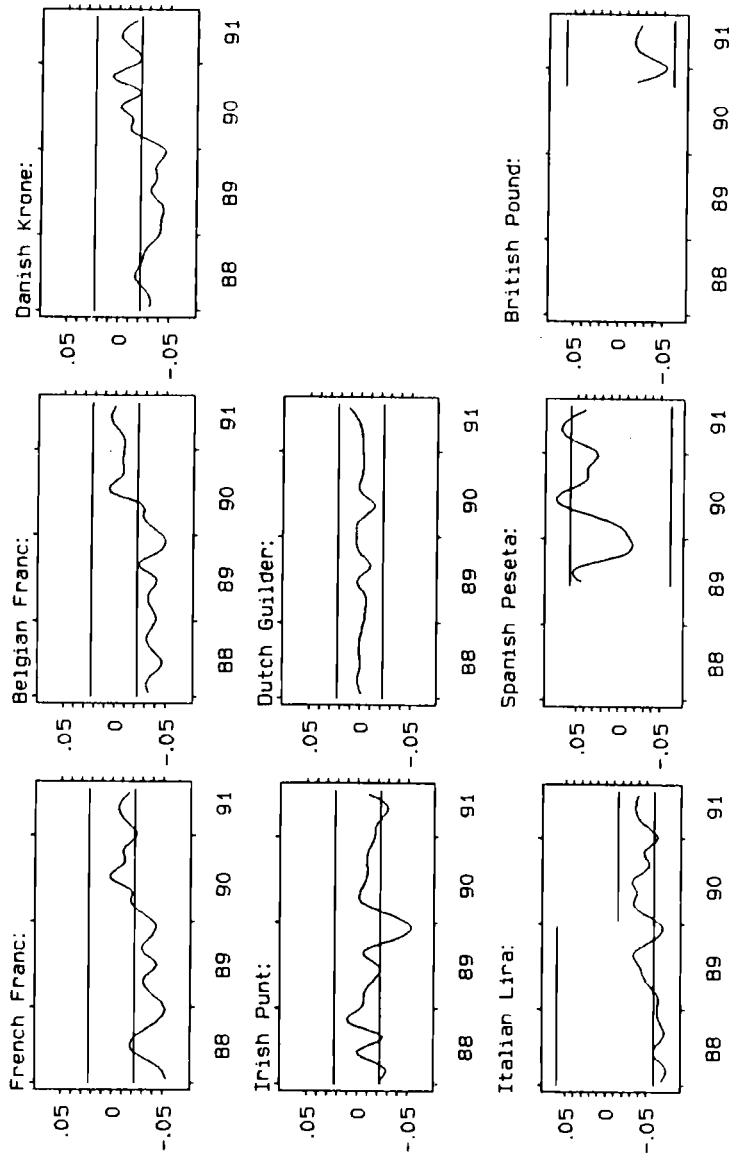 French Franc:
.05
0
-.05
88 89 90 91
Belgian Franc:
.05
0
-.05
88 89 90 91
Danish Krone:
.05
0
-.05
88 89 90 91
Irish Punt:
.05
0
-.05
88 89 90 91
Dutch Guilder:
.05
0
-.05
88 89 90 91
Italian Lira:
.05
0
-.05
88 89 90 91
Spanish Peseta:
.05
0
-.05
88 89 90 91
British Pound:
.05
0
-.05
88 89 90 91